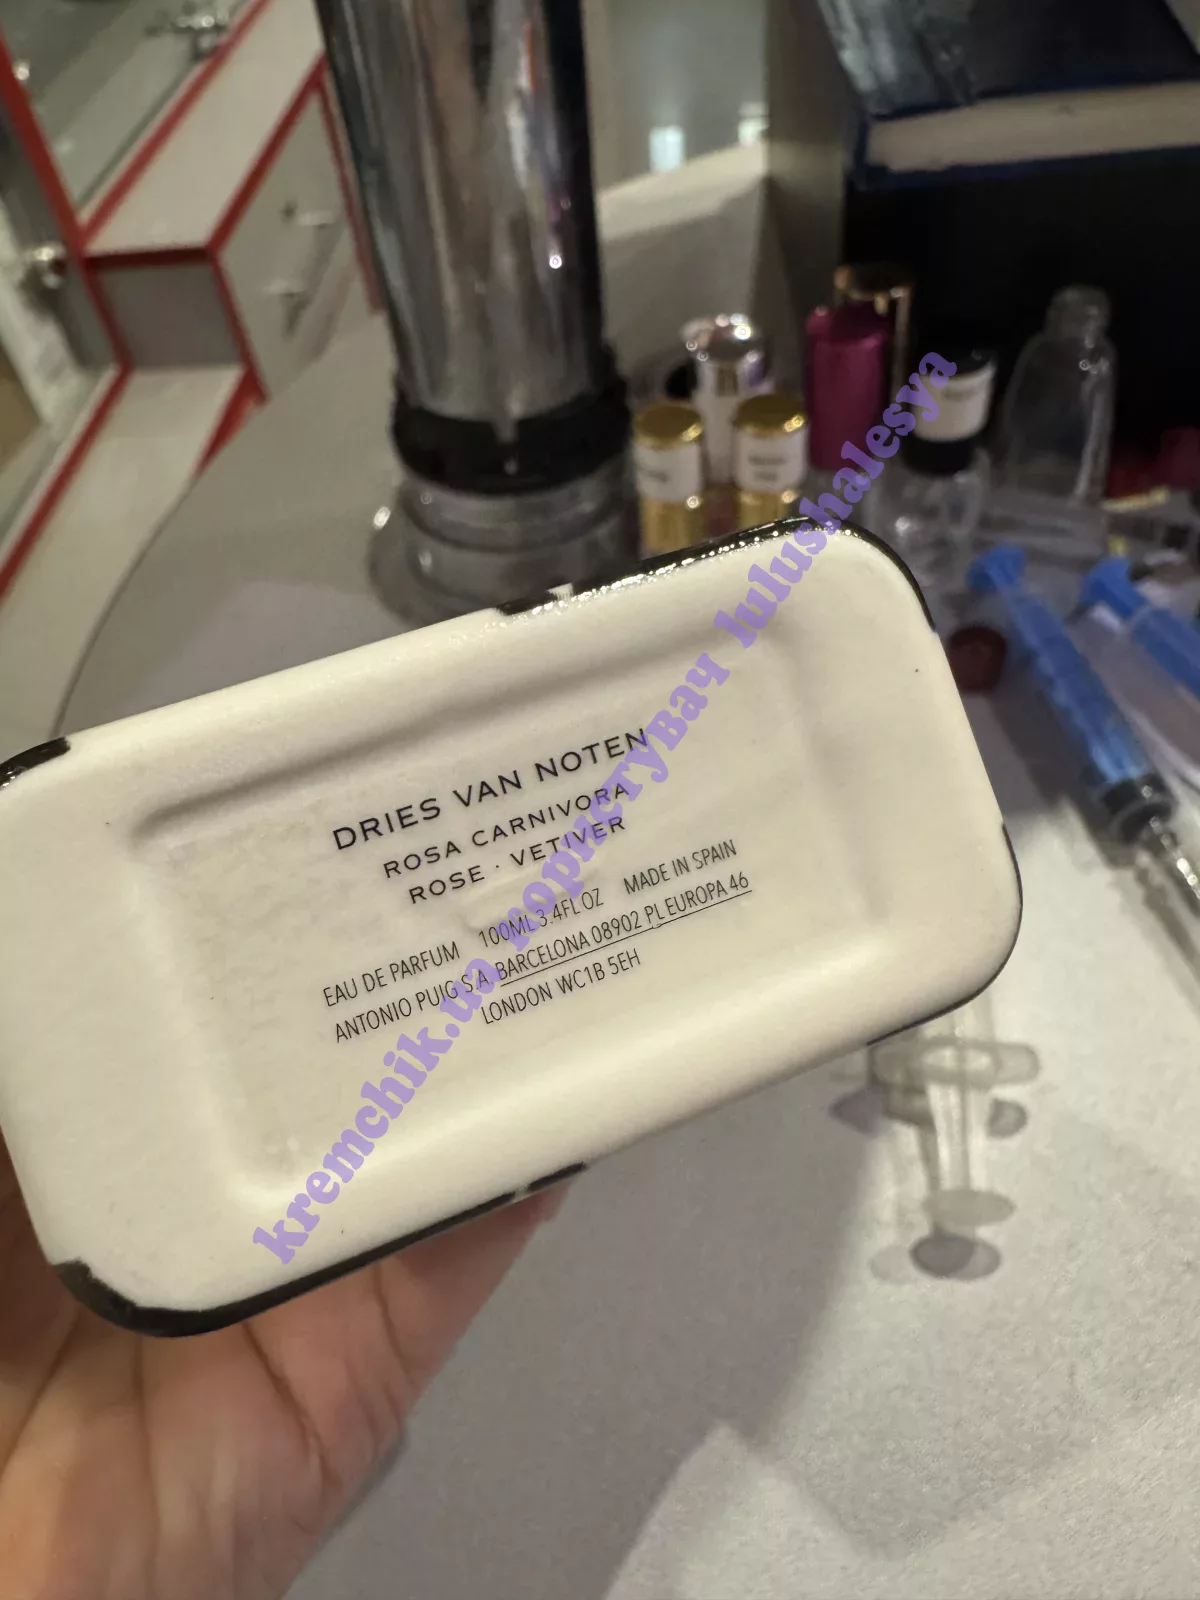 DRIES VAN NOTEN
ROSA CARNIVORA
ROSE · VETIVER
EAU DE PARFUM 100ML 3.4FL OZ MADE IN SPAIN
ANTONIO PUIG S.A. BARCELONA 08902 PL EUROPA 46
LONDON WC1B 5EH
kremchik.ua користувач lulushalesya